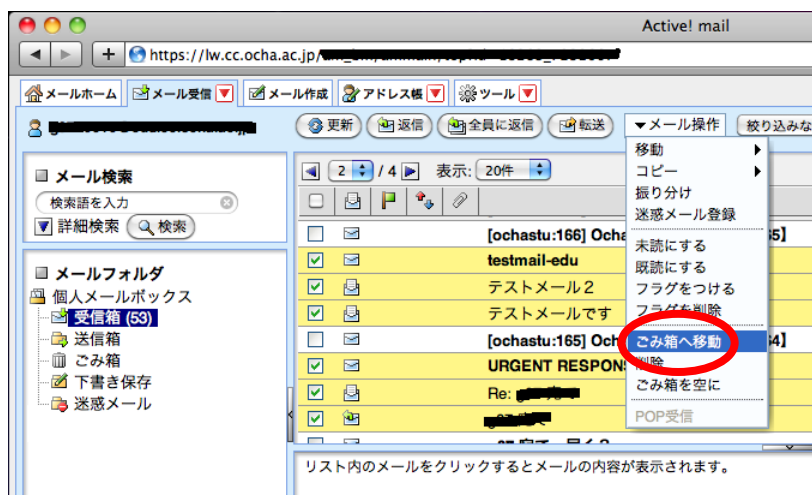 Active! mail
https://lw.cc.ocha.ac.jp/
メールホーム メール受信 メール作成 アドレス帳 ツール
更新 返信 全員に返信 転送 ▼メール操作 絞り込みな
移動
コピー
振り分け
迷惑メール登録
未読にする
既読にする
フラグをつける
フラグを削除
ごみ箱へ移動
削除
ごみ箱を空に
POP受信
メール検索
検索語を入力
詳細検索 検索
メールフォルダ
個人メールボックス
受信箱 (53)
送信箱
ごみ箱
下書き保存
迷惑メール
2 / 4 表示: 20件
[ochastu:166] Ocha 5]
testmail-edu
テストメール2
テストメールです
[ochastu:165] Och 4]
URGENT RESPON
Re:
リスト内のメールをクリックするとメールの内容が表示されます。